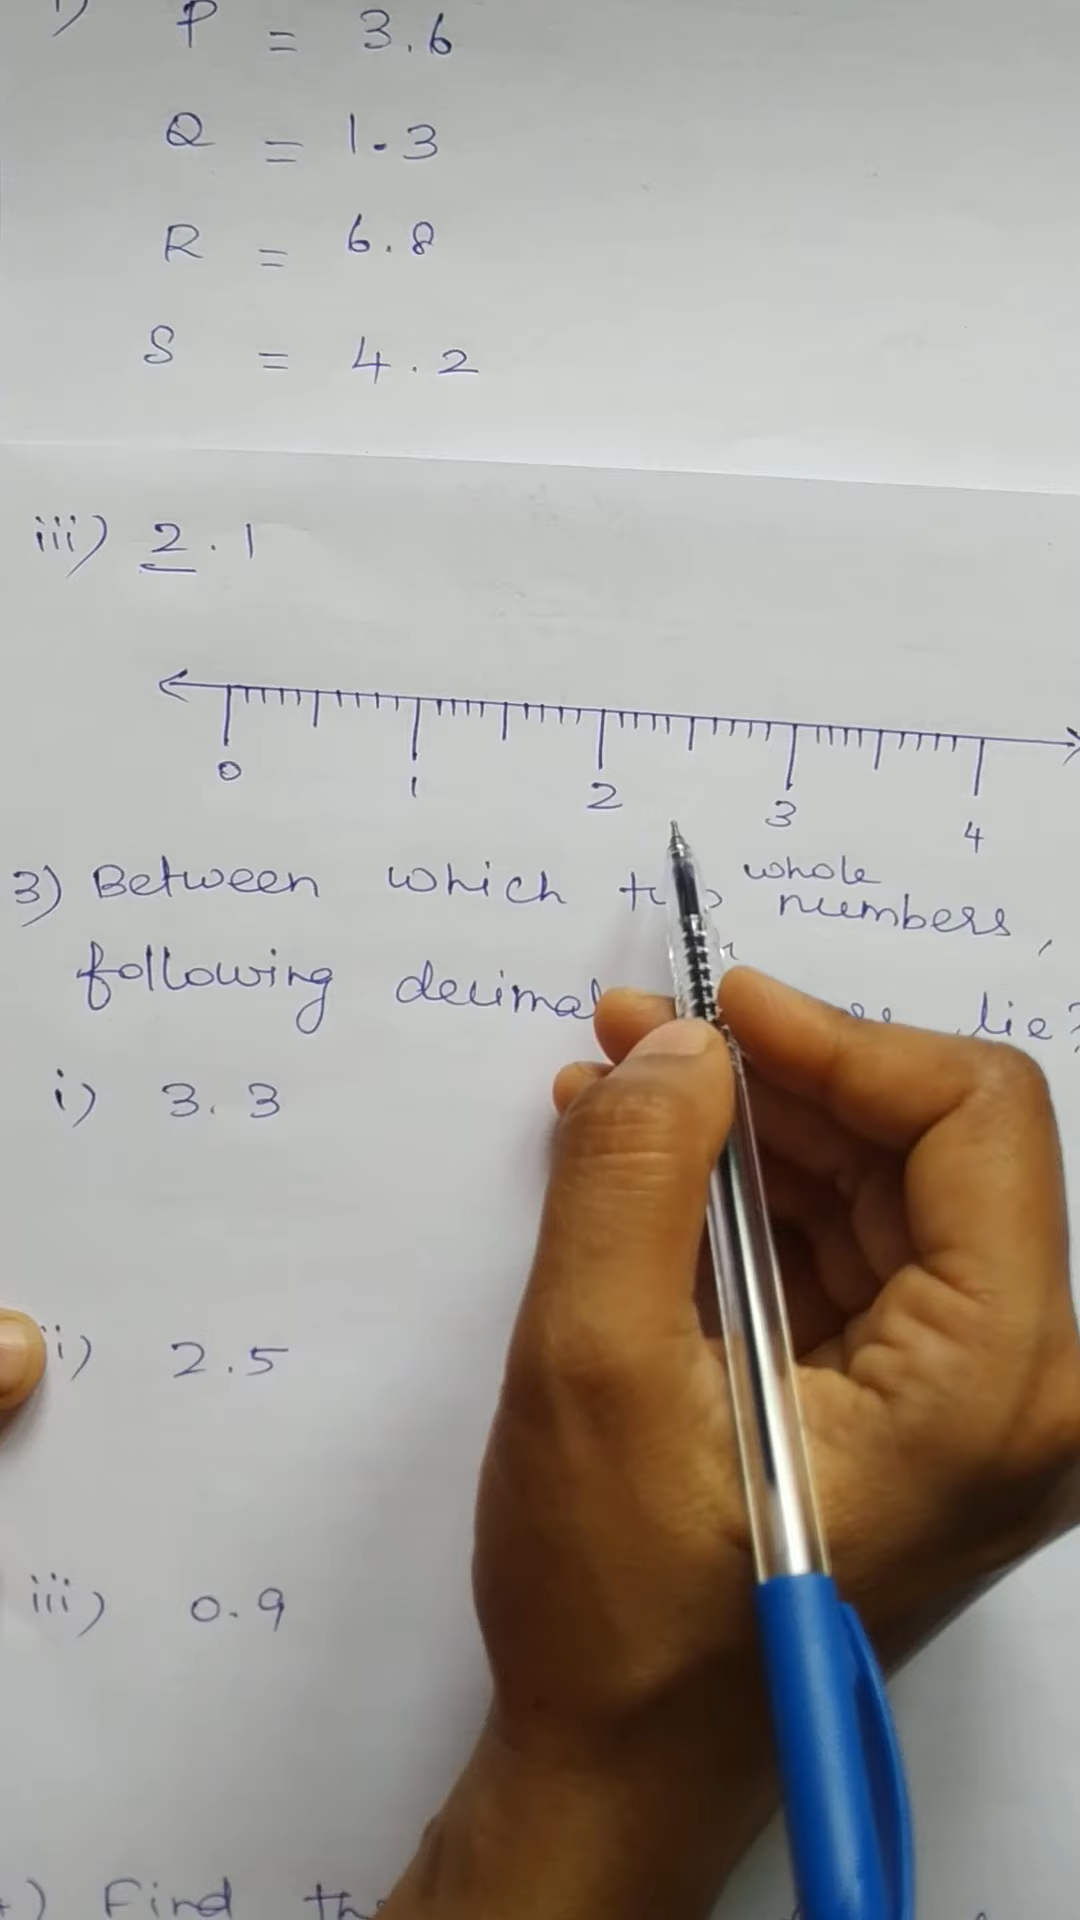 P = 3.6
Q = 1.3
R = 6.8
S = 4.2
iii) 2.1
0 1 2 3 4
3) Between which whole numbers,
following decimal lie?
i) 3.3
ii) 2.5
iii) 0.9
Find